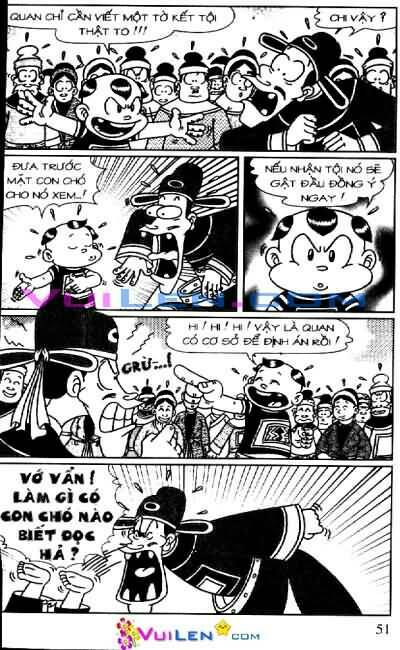 QUAN CHỈ CẦN VIẾT MỘT TỜ KẾT TỘI
THẬT TO !!!
CHI VẬY ?
ĐƯA TRƯỚC
MẶT CON CHÓ
CHO NÓ XEM...!
NẾU NHẬN TỘI NÓ SẼ
GẬT ĐẦU ĐỒNG Ý
NGAY !
VUILEN.COM
GRỪ...!
HI ! HI ! HI ! VẬY LÀ QUAN
CÓ CƠ SỞ ĐỂ ĐỊNH ÁN RỒI !
VỚ VẨN !
LÀM GÌ CÓ
CON CHÓ NÀO
BIẾT ĐỌC
HẢ ?
51
VUILEN.COM